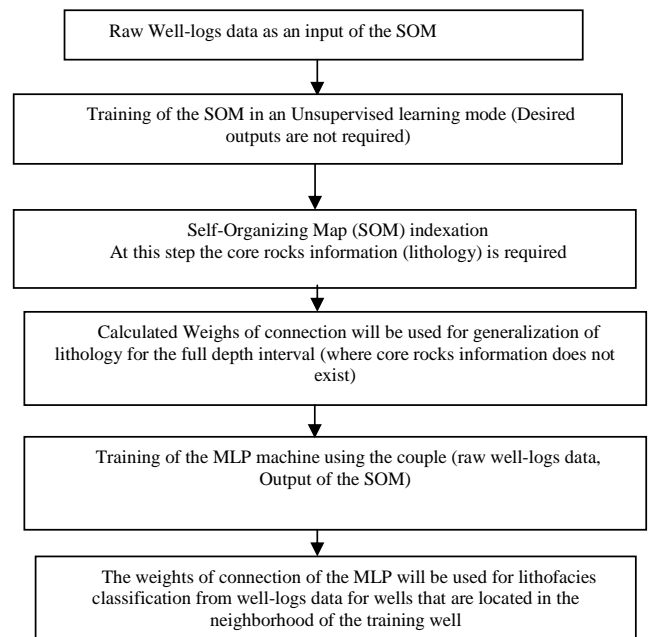 Raw Well-logs data as an input of the SOM
Training of the SOM in an Unsupervised learning mode (Desired
outputs are not required)
Self-Organizing Map (SOM) indexation
At this step the core rocks information (lithology) is required
Calculated Weighs of connection will be used for generalization of
lithology for the full depth interval (where core rocks information does not
exist)
Training of the MLP machine using the couple (raw well-logs data,
Output of the SOM)
The weights of connection of the MLP will be used for lithofacies
classification from well-logs data for wells that are located in the
neighborhood of the training well